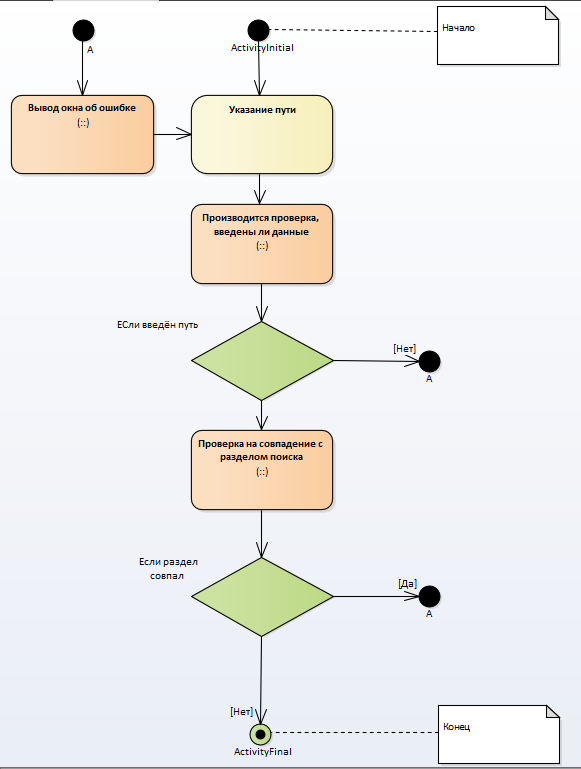 Начало
A
ActivityInitial
Вывод окна об ошибке
(::)
Указание пути
Производится проверка,
введены ли данные
(::)
ЕСли введён путь
[Нет]
A
Проверка на совпадение с
разделом поиска
(::)
Если раздел
совпал
[Да]
A
[Нет]
Конец
ActivityFinal